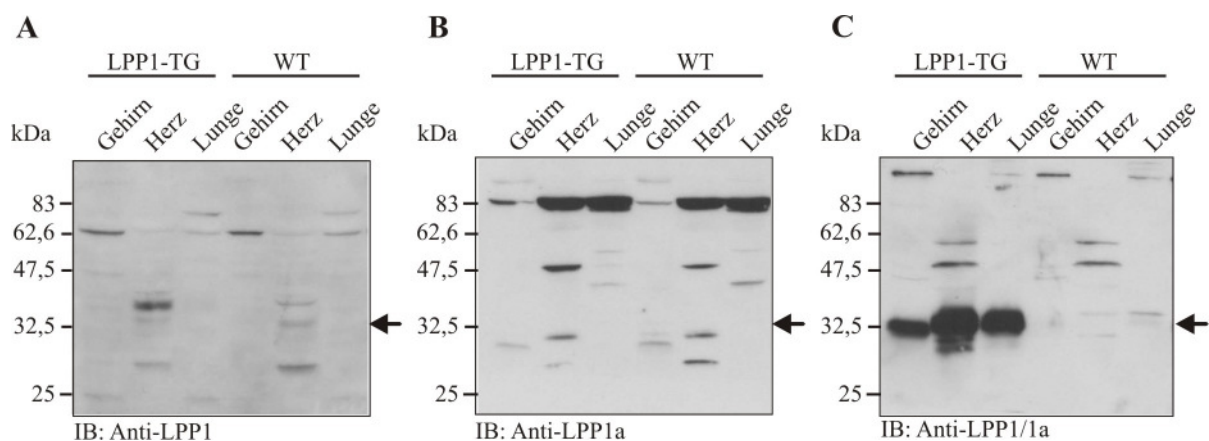 A
LPP1-TG WT
Gehirn Herz Lunge Gehirn Herz Lunge
kDa
83
62,6
47,5
32,5
25
IB: Anti-LPP1
B
LPP1-TG WT
Gehirn Herz Lunge Gehirn Herz Lunge
kDa
83
62,6
47,5
32,5
25
IB: Anti-LPP1a
C
LPP1-TG WT
Gehirn Herz Lunge Gehirn Herz Lunge
kDa
83
62,6
47,5
32,5
25
IB: Anti-LPP1/1a